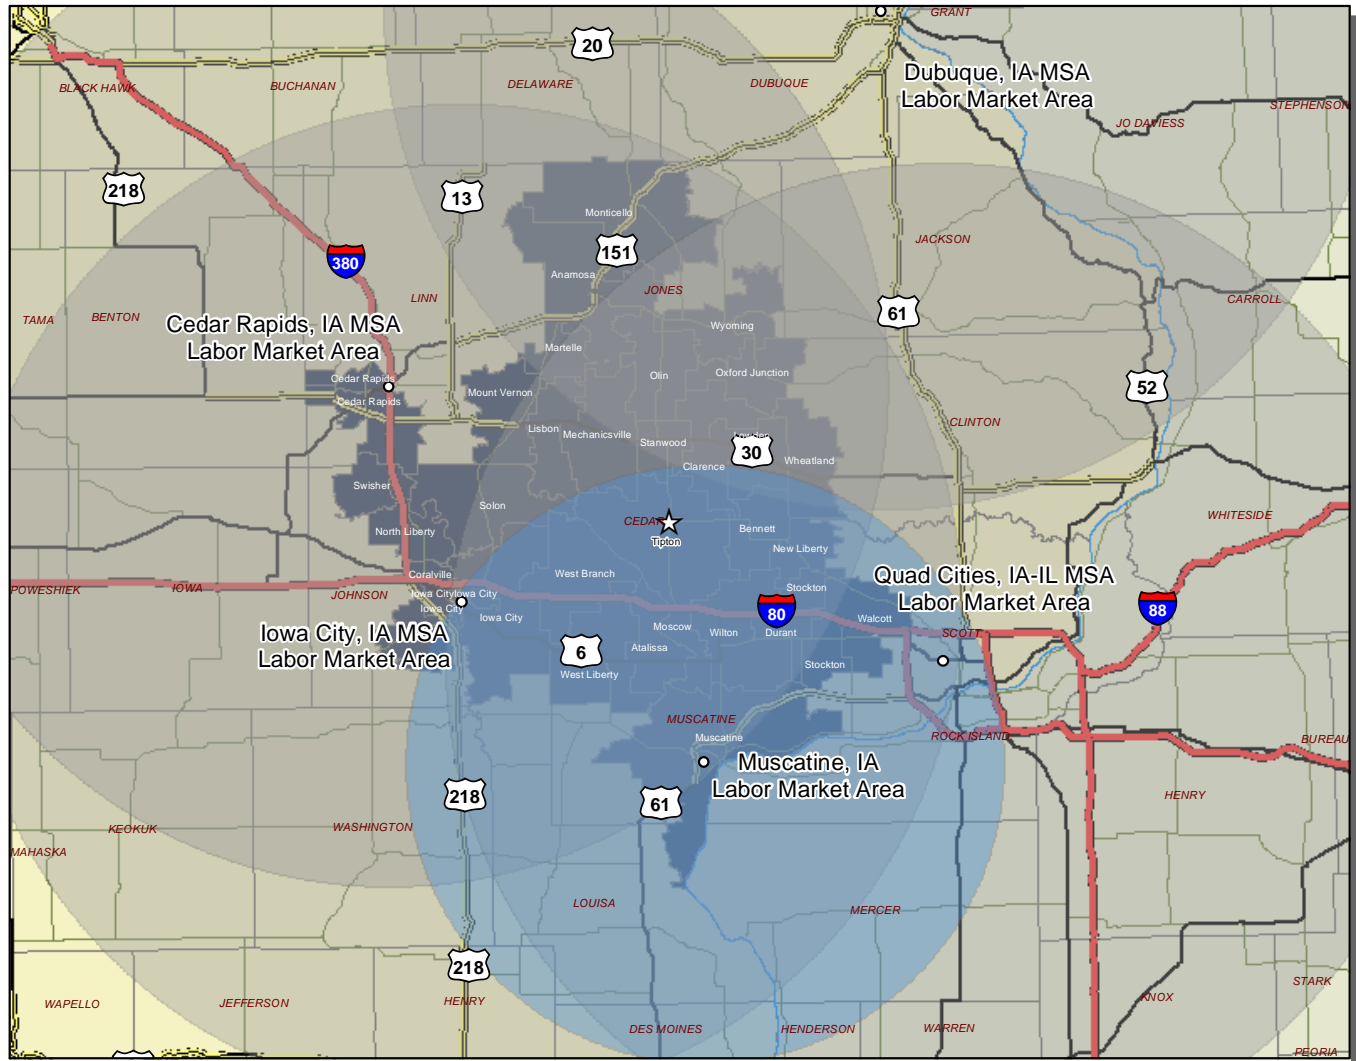 GRANT
20
Dubuque, IA MSA
Labor Market Area
BLACK HAWK
BUCHANAN
DELAWARE
DUBUQUE
STEPHENSON
JO DAVIESS
218
13
Monticello
151
JACKSON
380
Anamosa
JONES
LINN
CARROLL
TAMA
BENTON
Cedar Rapids, IA MSA
Labor Market Area
Wyoming
61
Martelle
Cedar Rapids
Olin
Oxford Junction
52
Mount Vernon
Cedar Rapids
CLINTON
Lisbon
Mechanicsville
Stanwood
Lowden
30
Clarence
Wheatland
Swisher
Solon
WHITESIDE
CEDAR
Tipton
North Liberty
Bennett
New Liberty
Coralville
West Branch
Quad Cities, IA-IL MSA
Labor Market Area
POWESHIEK
IOWA
JOHNSON
Iowa City
Iowa City
Iowa City
Iowa City
Stockton
80
88
Walcott
Iowa City, IA MSA
Labor Market Area
Moscow
Wilton
Durant
SCOTT
6
Atalissa
Stockton
West Liberty
MUSCATINE
Muscatine
ROCK ISLAND
BUREAU
Muscatine, IA
Labor Market Area
218
61
HENRY
KEOKUK
WASHINGTON
MAHASKA
LOUISA
MERCER
218
STARK
WAPELLO
JEFFERSON
HENRY
KNOX
DES MOINES
HENDERSON
WARREN
PEORIA